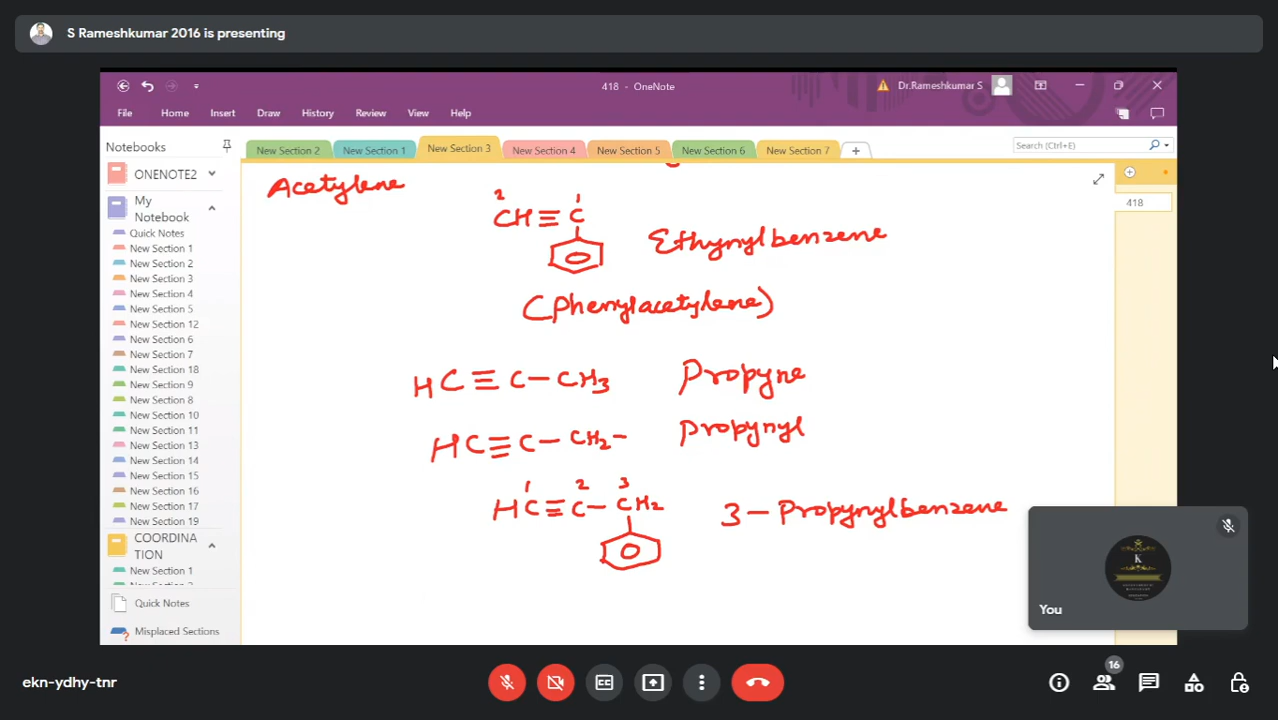 S Rameshkumar 2016 is presenting
418 - OneNote
Dr.Rameshkumar S
File Home Insert Draw History Review View Help
Notebooks
New Section 2 New Section 1 New Section 3 New Section 4 New Section 5 New Section 6 New Section 7
Search (Ctrl+E)
ONENOTE2
My Notebook
Quick Notes
New Section 1
New Section 2
New Section 3
New Section 4
New Section 5
New Section 12
New Section 6
New Section 7
New Section 18
New Section 9
New Section 8
New Section 10
New Section 11
New Section 13
New Section 14
New Section 15
New Section 16
New Section 17
New Section 19
COORDINATION
New Section 1
Quick Notes
Misplaced Sections
418
Acetylene
2 1
CH≡C
Ethynylbenzene
(Phenylacetylene)
HC≡C-CH3 Propyne
HC≡C-CH2- Propynyl
1 2 3
HC≡C-CH2 3-Propynylbenzene
K
You
ekn-ydhy-tnr
CC
16